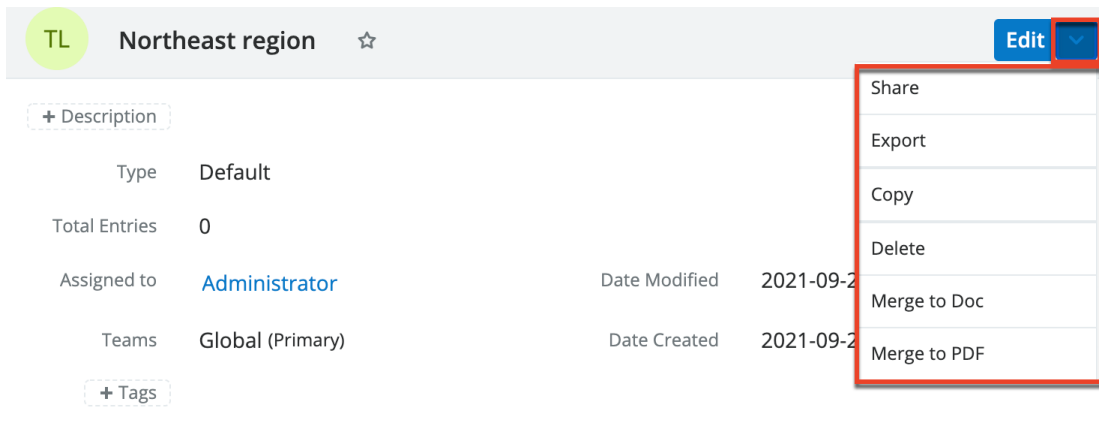 TL Northeast region Edit
Share
+ Description
Export
Type Default
Copy
Total Entries 0
Delete
Assigned to Administrator Date Modified 2021-09-2
Merge to Doc
Teams Global (Primary) Date Created 2021-09-2
Merge to PDF
+ Tags